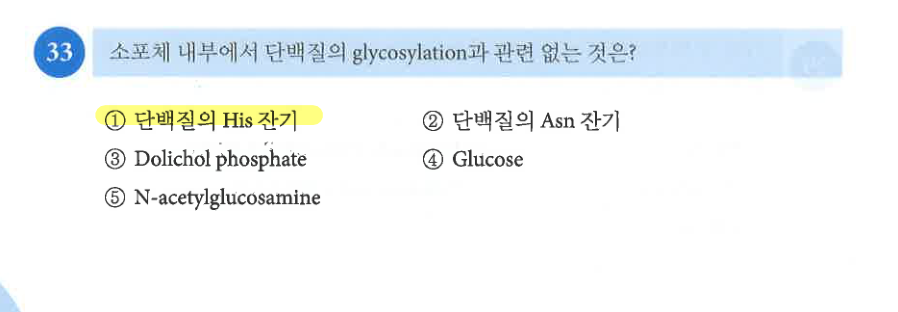 33 소포체 내부에서 단백질의 glycosylation과 관련 없는 것은?
① 단백질의 His 잔기 ② 단백질의 Asn 잔기
③ Dolichol phosphate ④ Glucose
⑤ N-acetylglucosamine